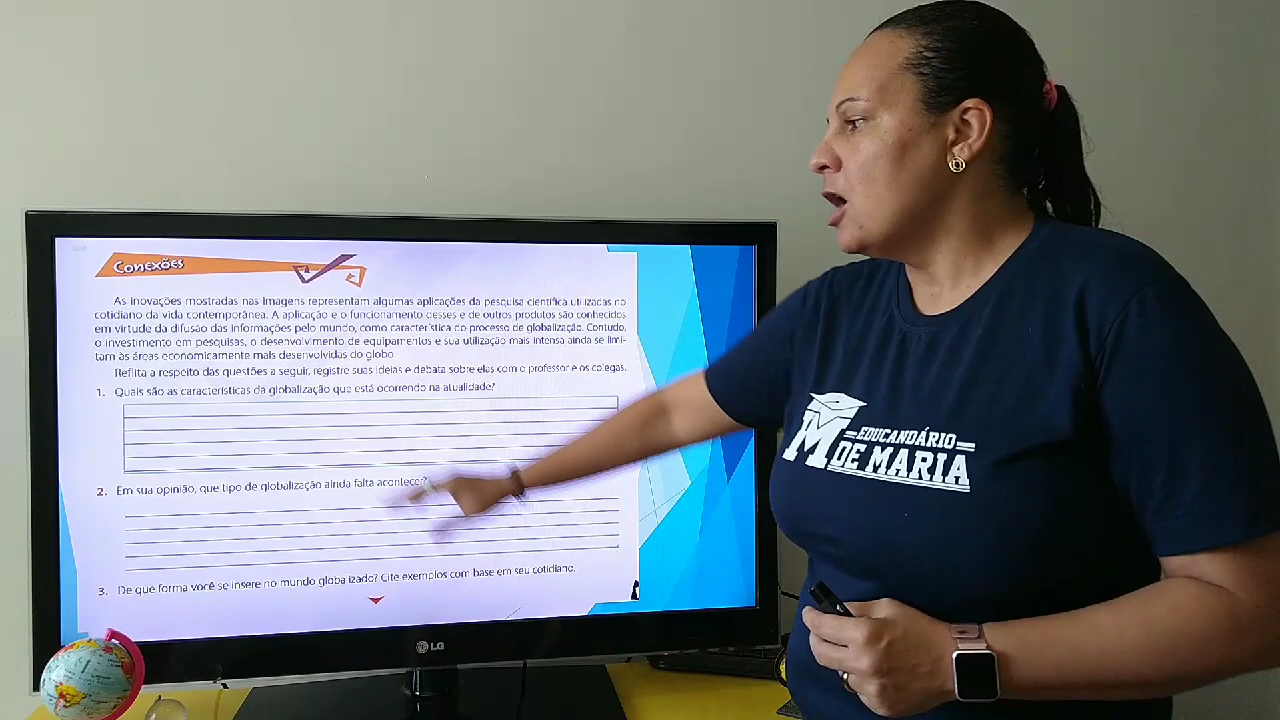 Conexões
As inovações mostradas nas imagens representam algumas aplicações da pesquisa científica utilizadas no
cotidiano da vida contemporânea. A aplicação e o funcionamento desses e de outros produtos são conhecidos
em virtude da difusão das informações pelo mundo, como característica do processo de globalização. Contudo,
o investimento em pesquisas, o desenvolvimento de equipamentos e sua utilização mais intensa ainda se limi-
tam às áreas economicamente mais desenvolvidas do globo.
Reflita a respeito das questões a seguir, registre suas ideias e debata sobre elas com o professor e os colegas.
1. Quais são as características da globalização que está ocorrendo na atualidade?
2. Em sua opinião, que tipo de globalização ainda falta acontecer?
3. De que forma você se insere no mundo globalizado? Cite exemplos com base em seu cotidiano.
LG
M EDUCANDÁRIO
DE MARIA